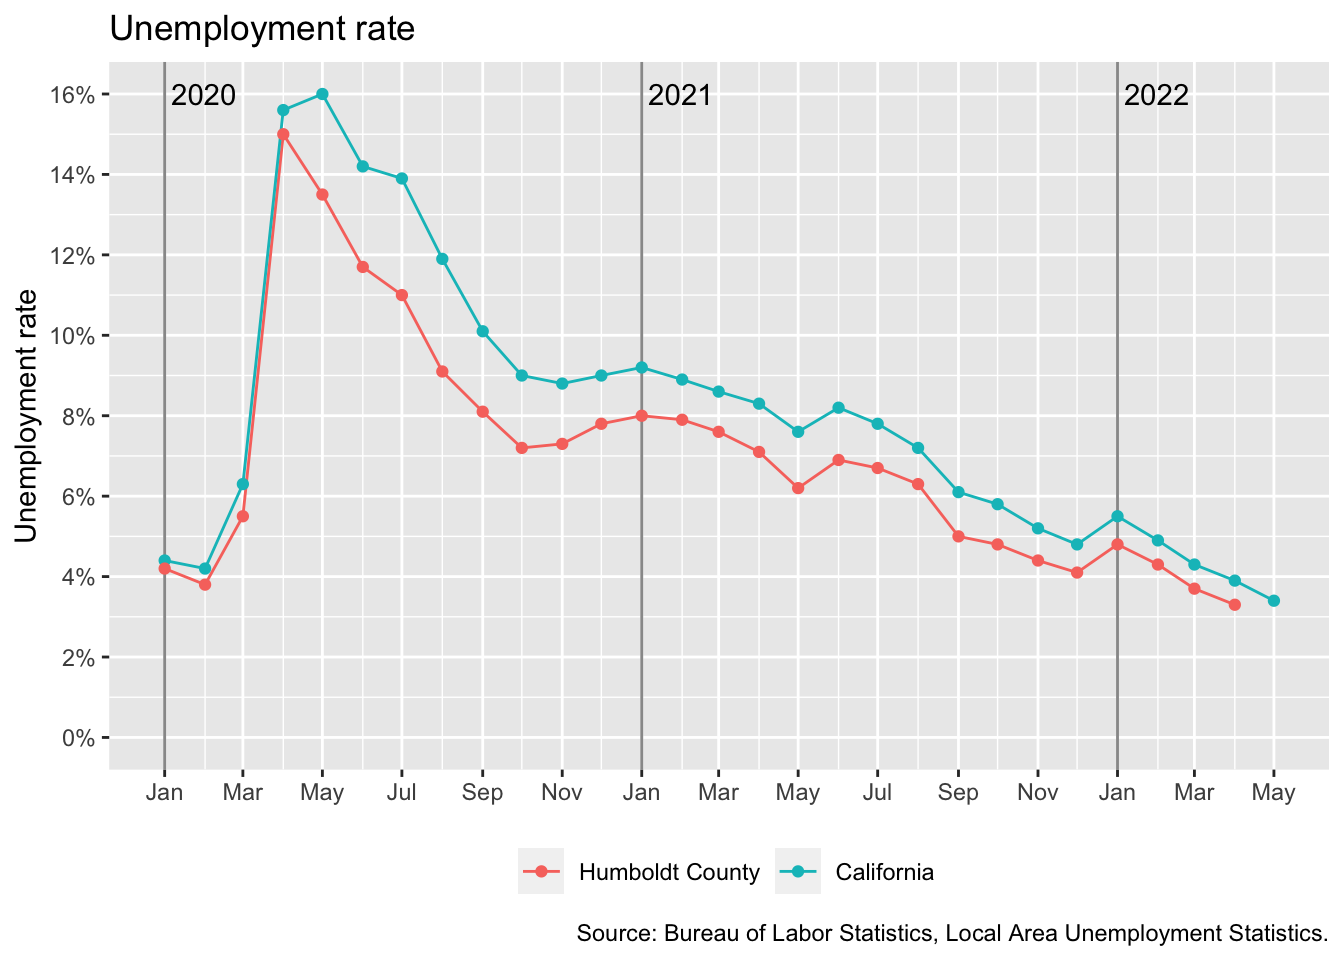 Unemployment rate
Unemployment rate
16%
14%
12%
10%
8%
6%
4%
2%
0%
2020 2021 2022
Jan Mar May Jul Sep Nov Jan Mar May Jul Sep Nov Jan Mar May
Humboldt County California
Source: Bureau of Labor Statistics, Local Area Unemployment Statistics.